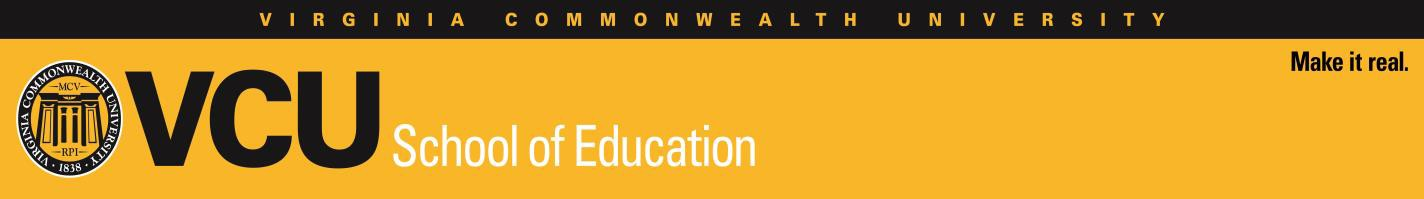 VIRGINIA COMMONWEALTH UNIVERSITY
Make it real.
VIRGINIA COMMONWEALTH UNIVERSITY
MCV
RPI
· 1838 ·
VCU School of Education